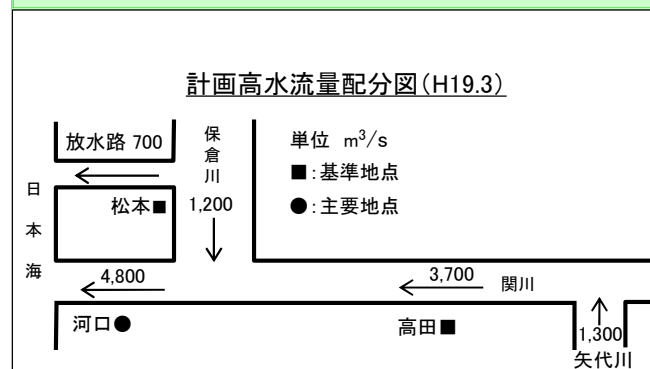 計画高水流量配分図(H19.3)
放水路 700
保倉川
単位 m³/s
■:基準地点
●:主要地点
日本海
松本■
1,200
4,800
3,700
関川
河口●
高田■
1,300
矢代川